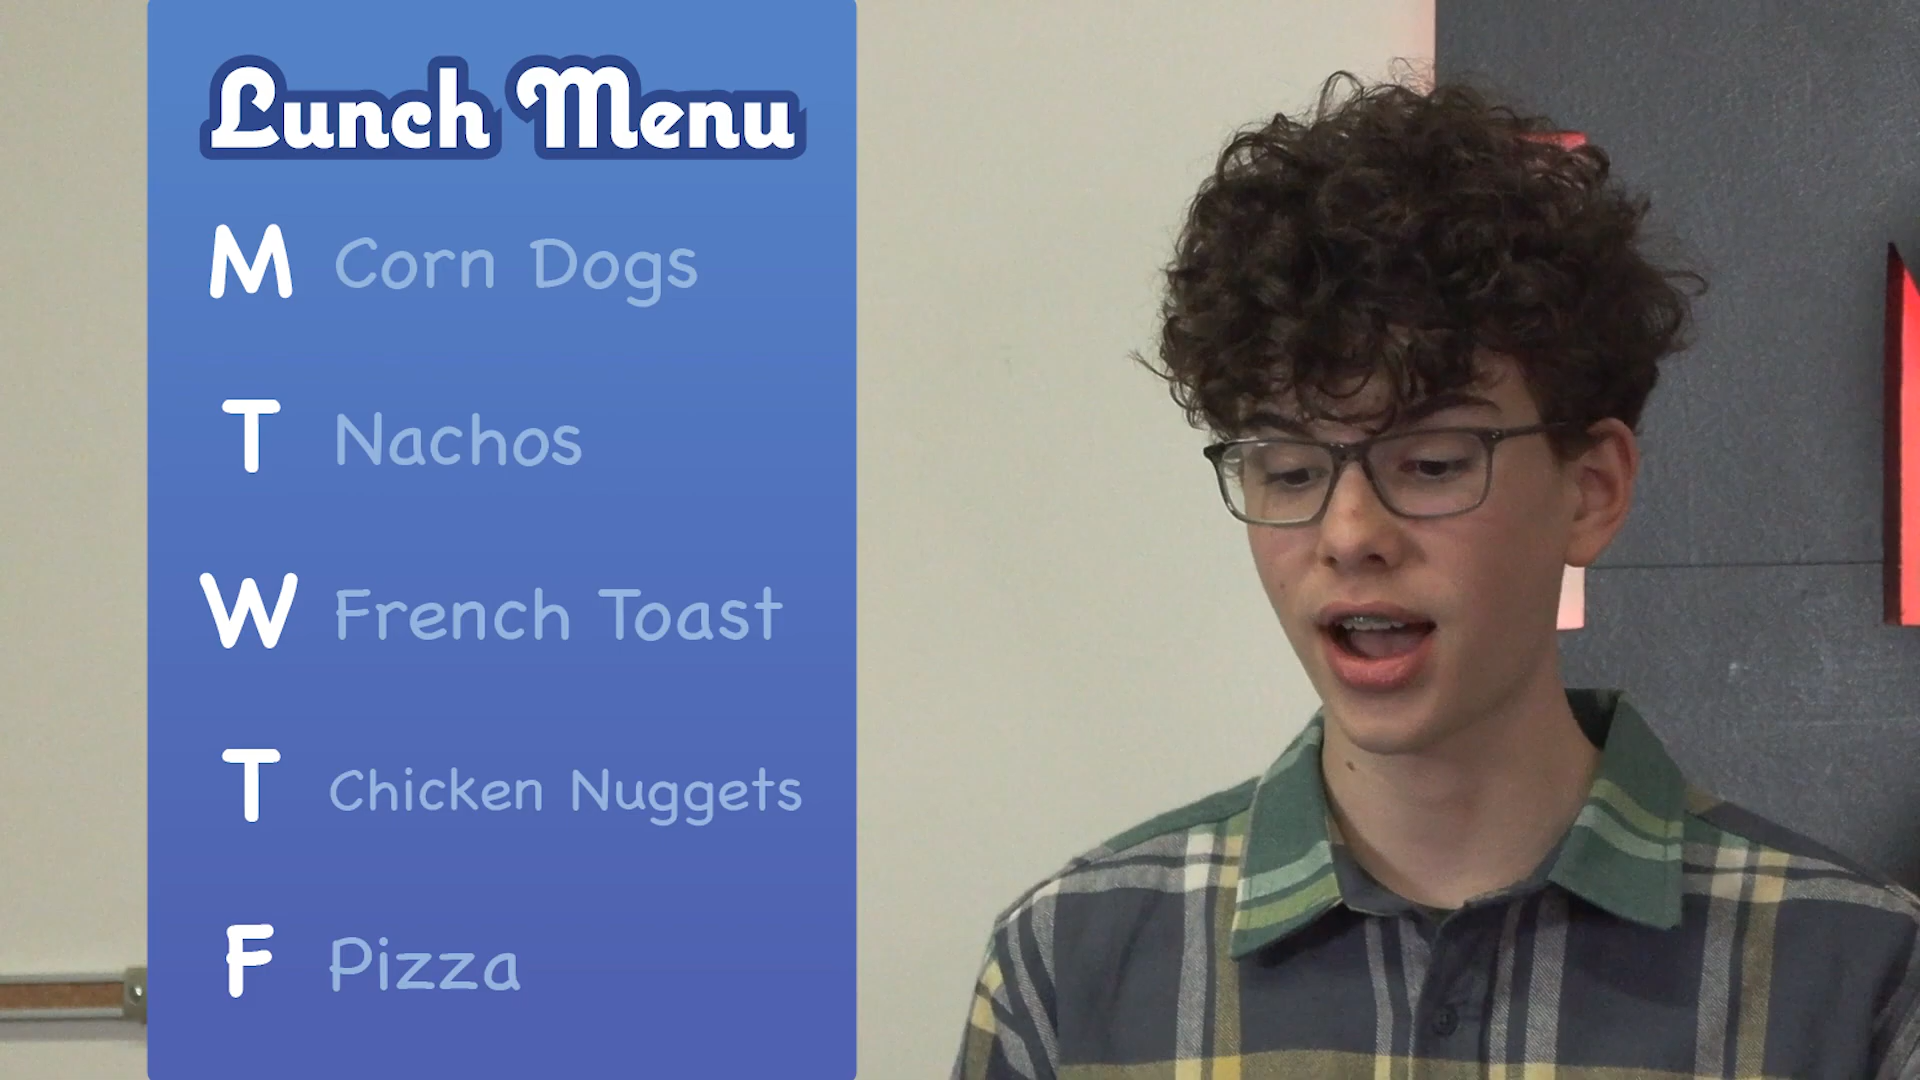 Lunch Menu
M Corn Dogs
T Nachos
W French Toast
T Chicken Nuggets
F Pizza